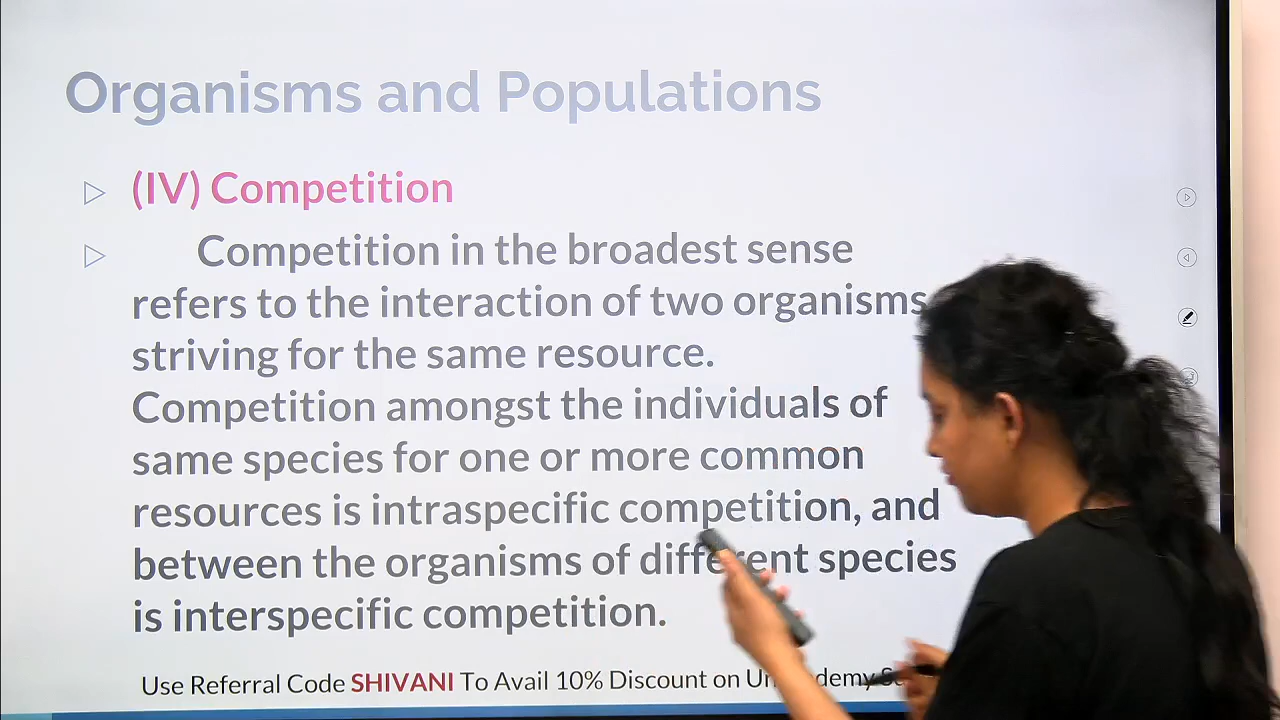 Organisms and Populations
(IV) Competition
Competition in the broadest sense
refers to the interaction of two organisms
striving for the same resource.
Competition amongst the individuals of
same species for one or more common
resources is intraspecific competition, and
between the organisms of different species
is interspecific competition.
Use Referral Code SHIVANI To Avail 10% Discount on